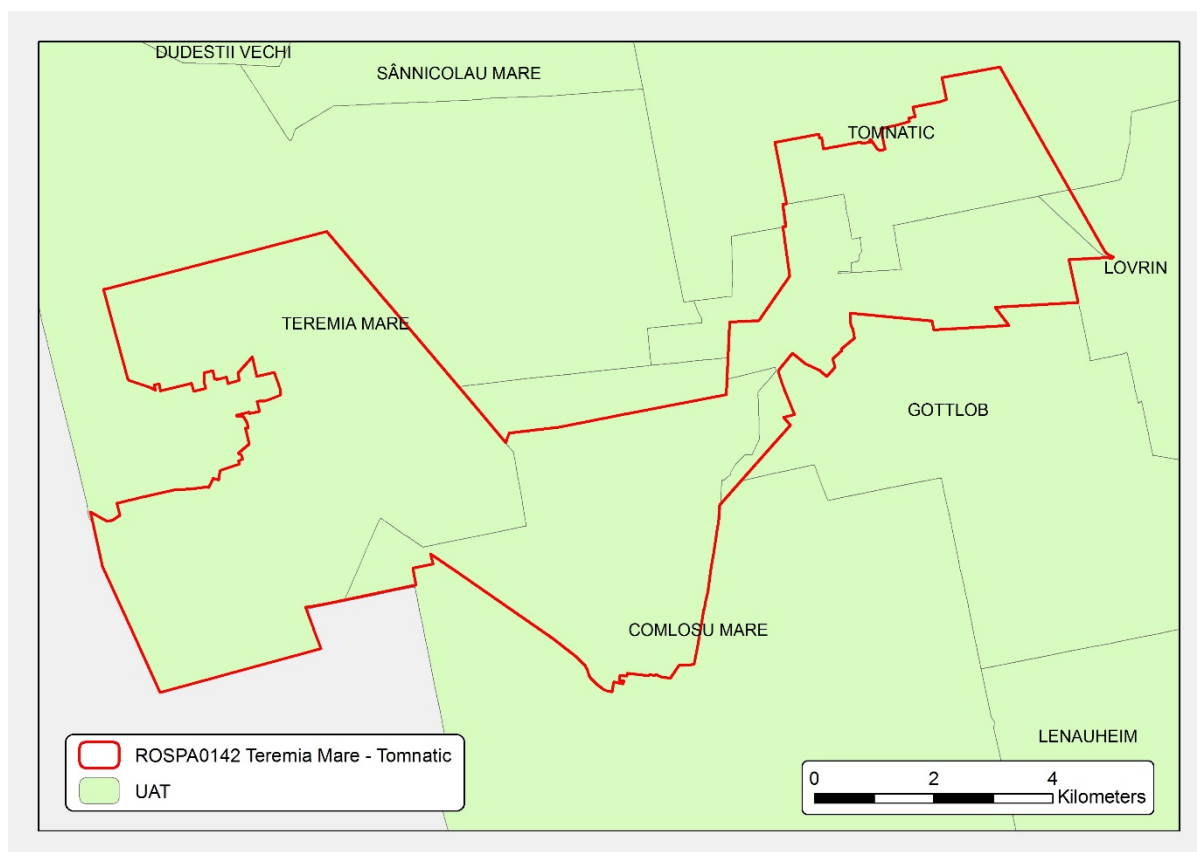 DUDESTII VECHI
SÂNNICOLAU MARE
TOMNATIC
LOVRIN
TEREMIA MARE
GOTTLOB
COMLOSU MARE
LENAUHEIM
ROSPA0142 Teremia Mare - Tomnatic
UAT
0 2 4
Kilometers